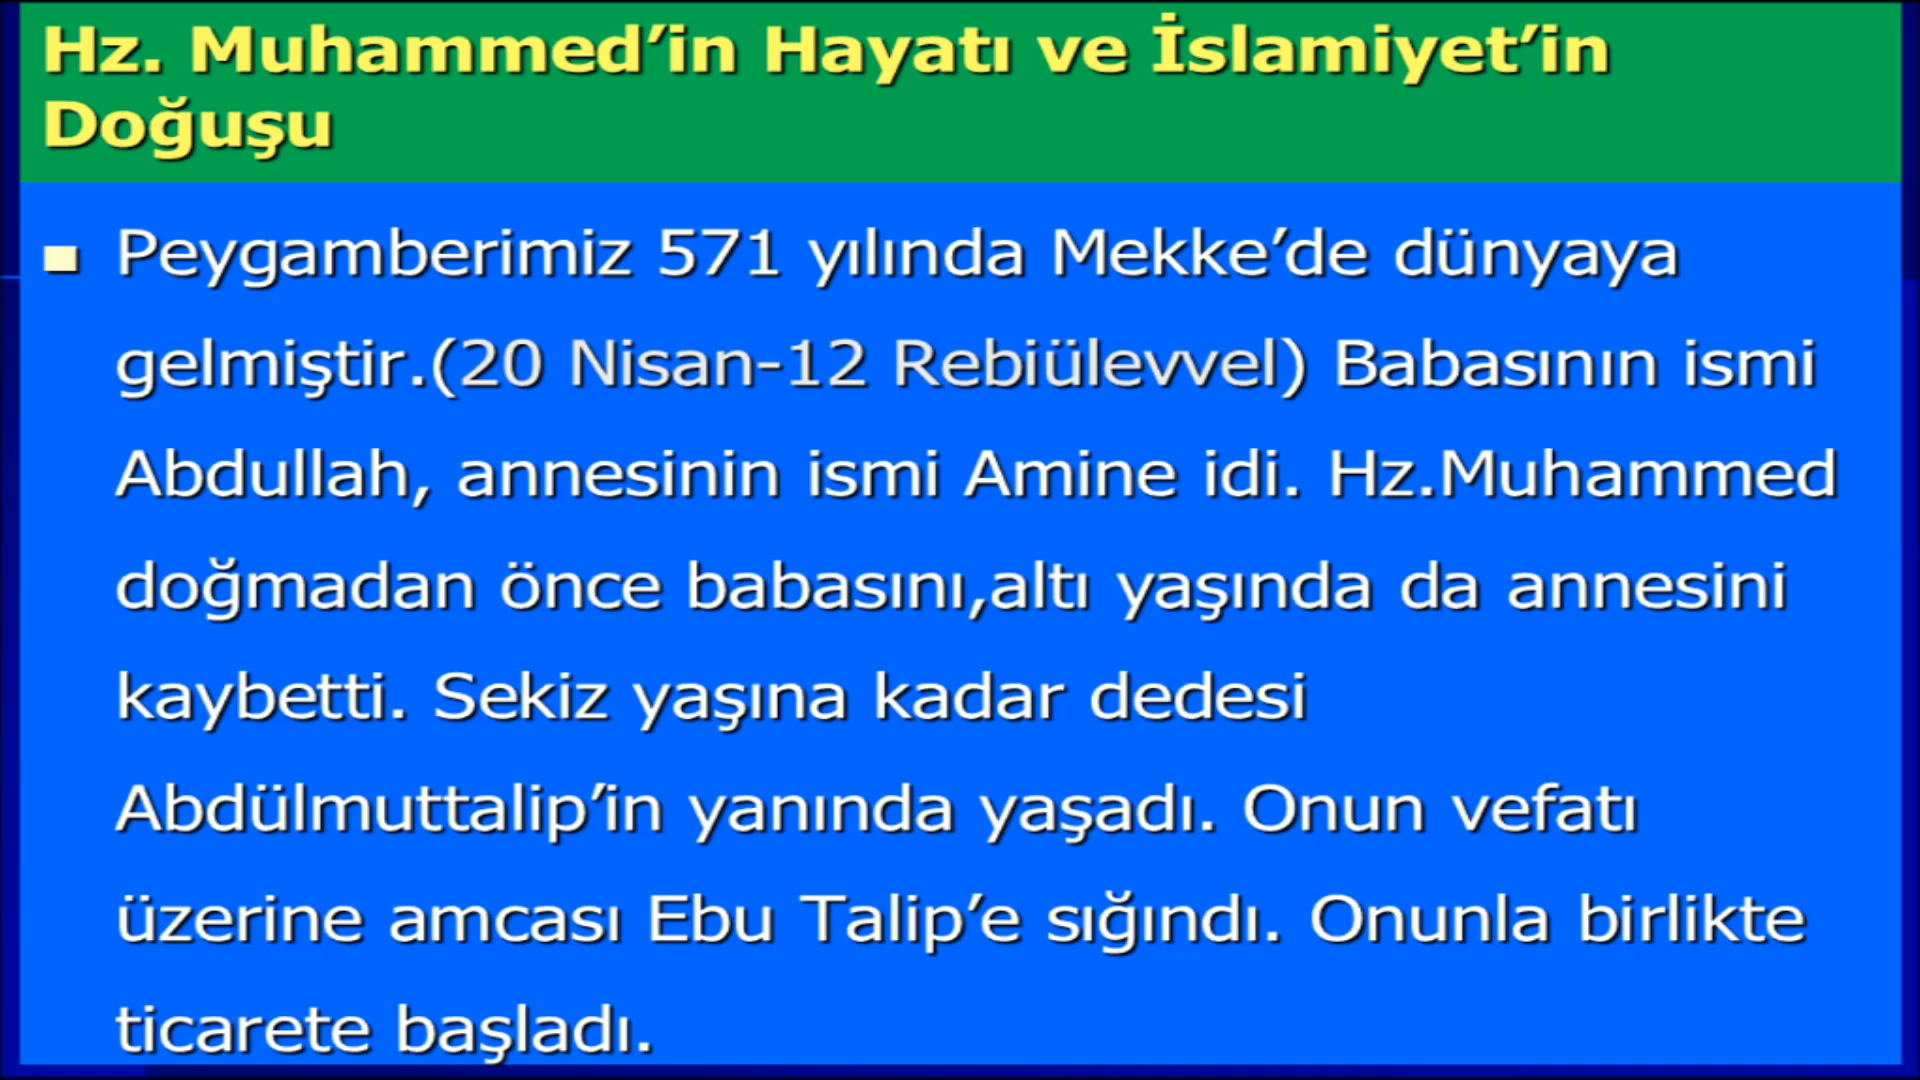 Hz. Muhammed’in Hayatı ve İslamiyet’in
Doğuşu
Peygamberimiz 571 yılında Mekke’de dünyaya
gelmiştir.(20 Nisan-12 Rebiülevvel) Babasının ismi
Abdullah, annesinin ismi Amine idi. Hz.Muhammed
doğmadan önce babasını,altı yaşında da annesini
kaybetti. Sekiz yaşına kadar dedesi
Abdülmuttalip’in yanında yaşadı. Onun vefatı
üzerine amcası Ebu Talip’e sığındı. Onunla birlikte
ticarete başladı.